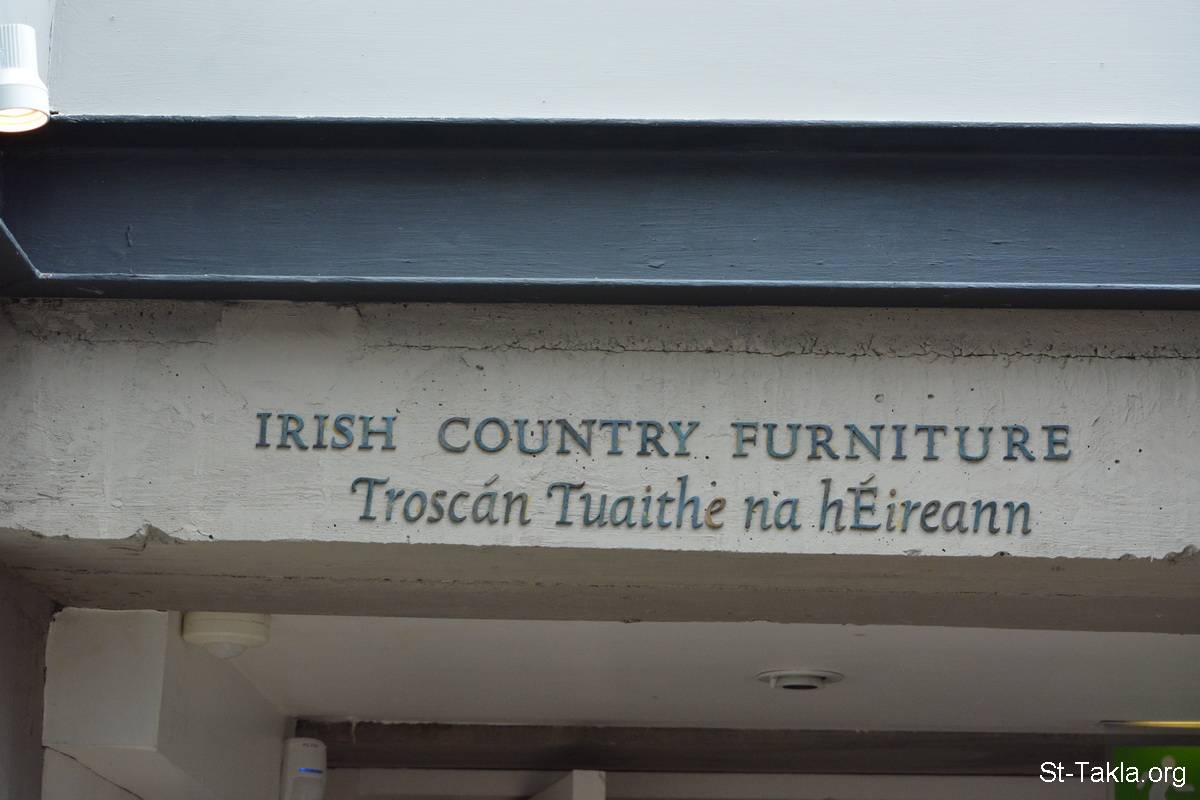 IRISH COUNTRY FURNITURE
Troscán Tuaithe na hÉireann
St-Takla.org